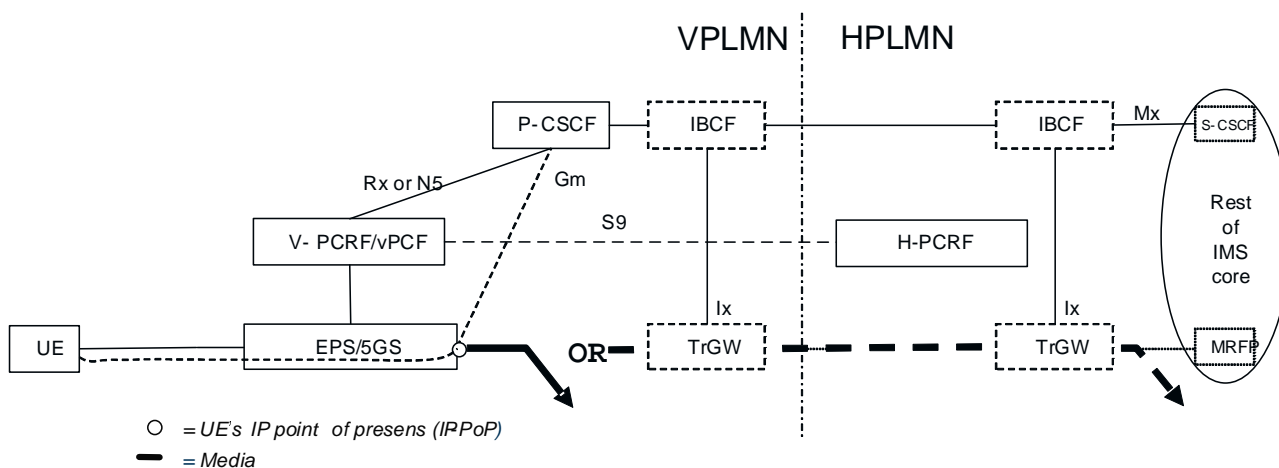 VPLMN HPLMN
P-CSCF IBCF IBCF Mx S-CSCF
Rx or N5 Gm
V- PCRF/vPCF S9 H-PCRF
Rest
of
IMS
core
Ix Ix
UE EPS/5GS OR TrGW TrGW MRFP
= UE's IP point of presens (IP-PoP)
= Media